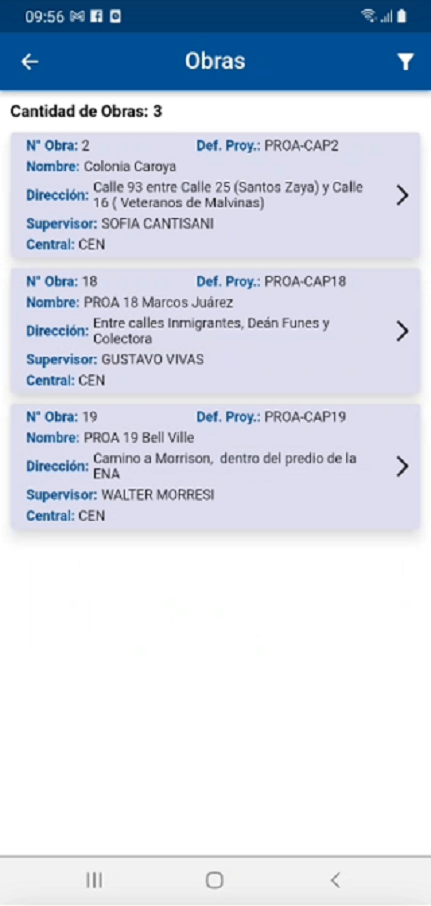 09:56
Obras
Cantidad de Obras: 3
N° Obra: 2 Def. Proy.: PROA-CAP2
Nombre: Colonia Caroya
Dirección: Calle 93 entre Calle 25 (Santos Zaya) y Calle
16 ( Veteranos de Malvinas)
Supervisor: SOFIA CANTISANI
Central: CEN
N° Obra: 18 Def. Proy.: PROA-CAP18
Nombre: PROA 18 Marcos Juárez
Dirección: Entre calles Inmigrantes, Deán Funes y
Colectora
Supervisor: GUSTAVO VIVAS
Central: CEN
N° Obra: 19 Def. Proy.: PROA-CAP19
Nombre: PROA 19 Bell Ville
Dirección: Camino a Morrison, dentro del predio de la
ENA
Supervisor: WALTER MORRESI
Central: CEN